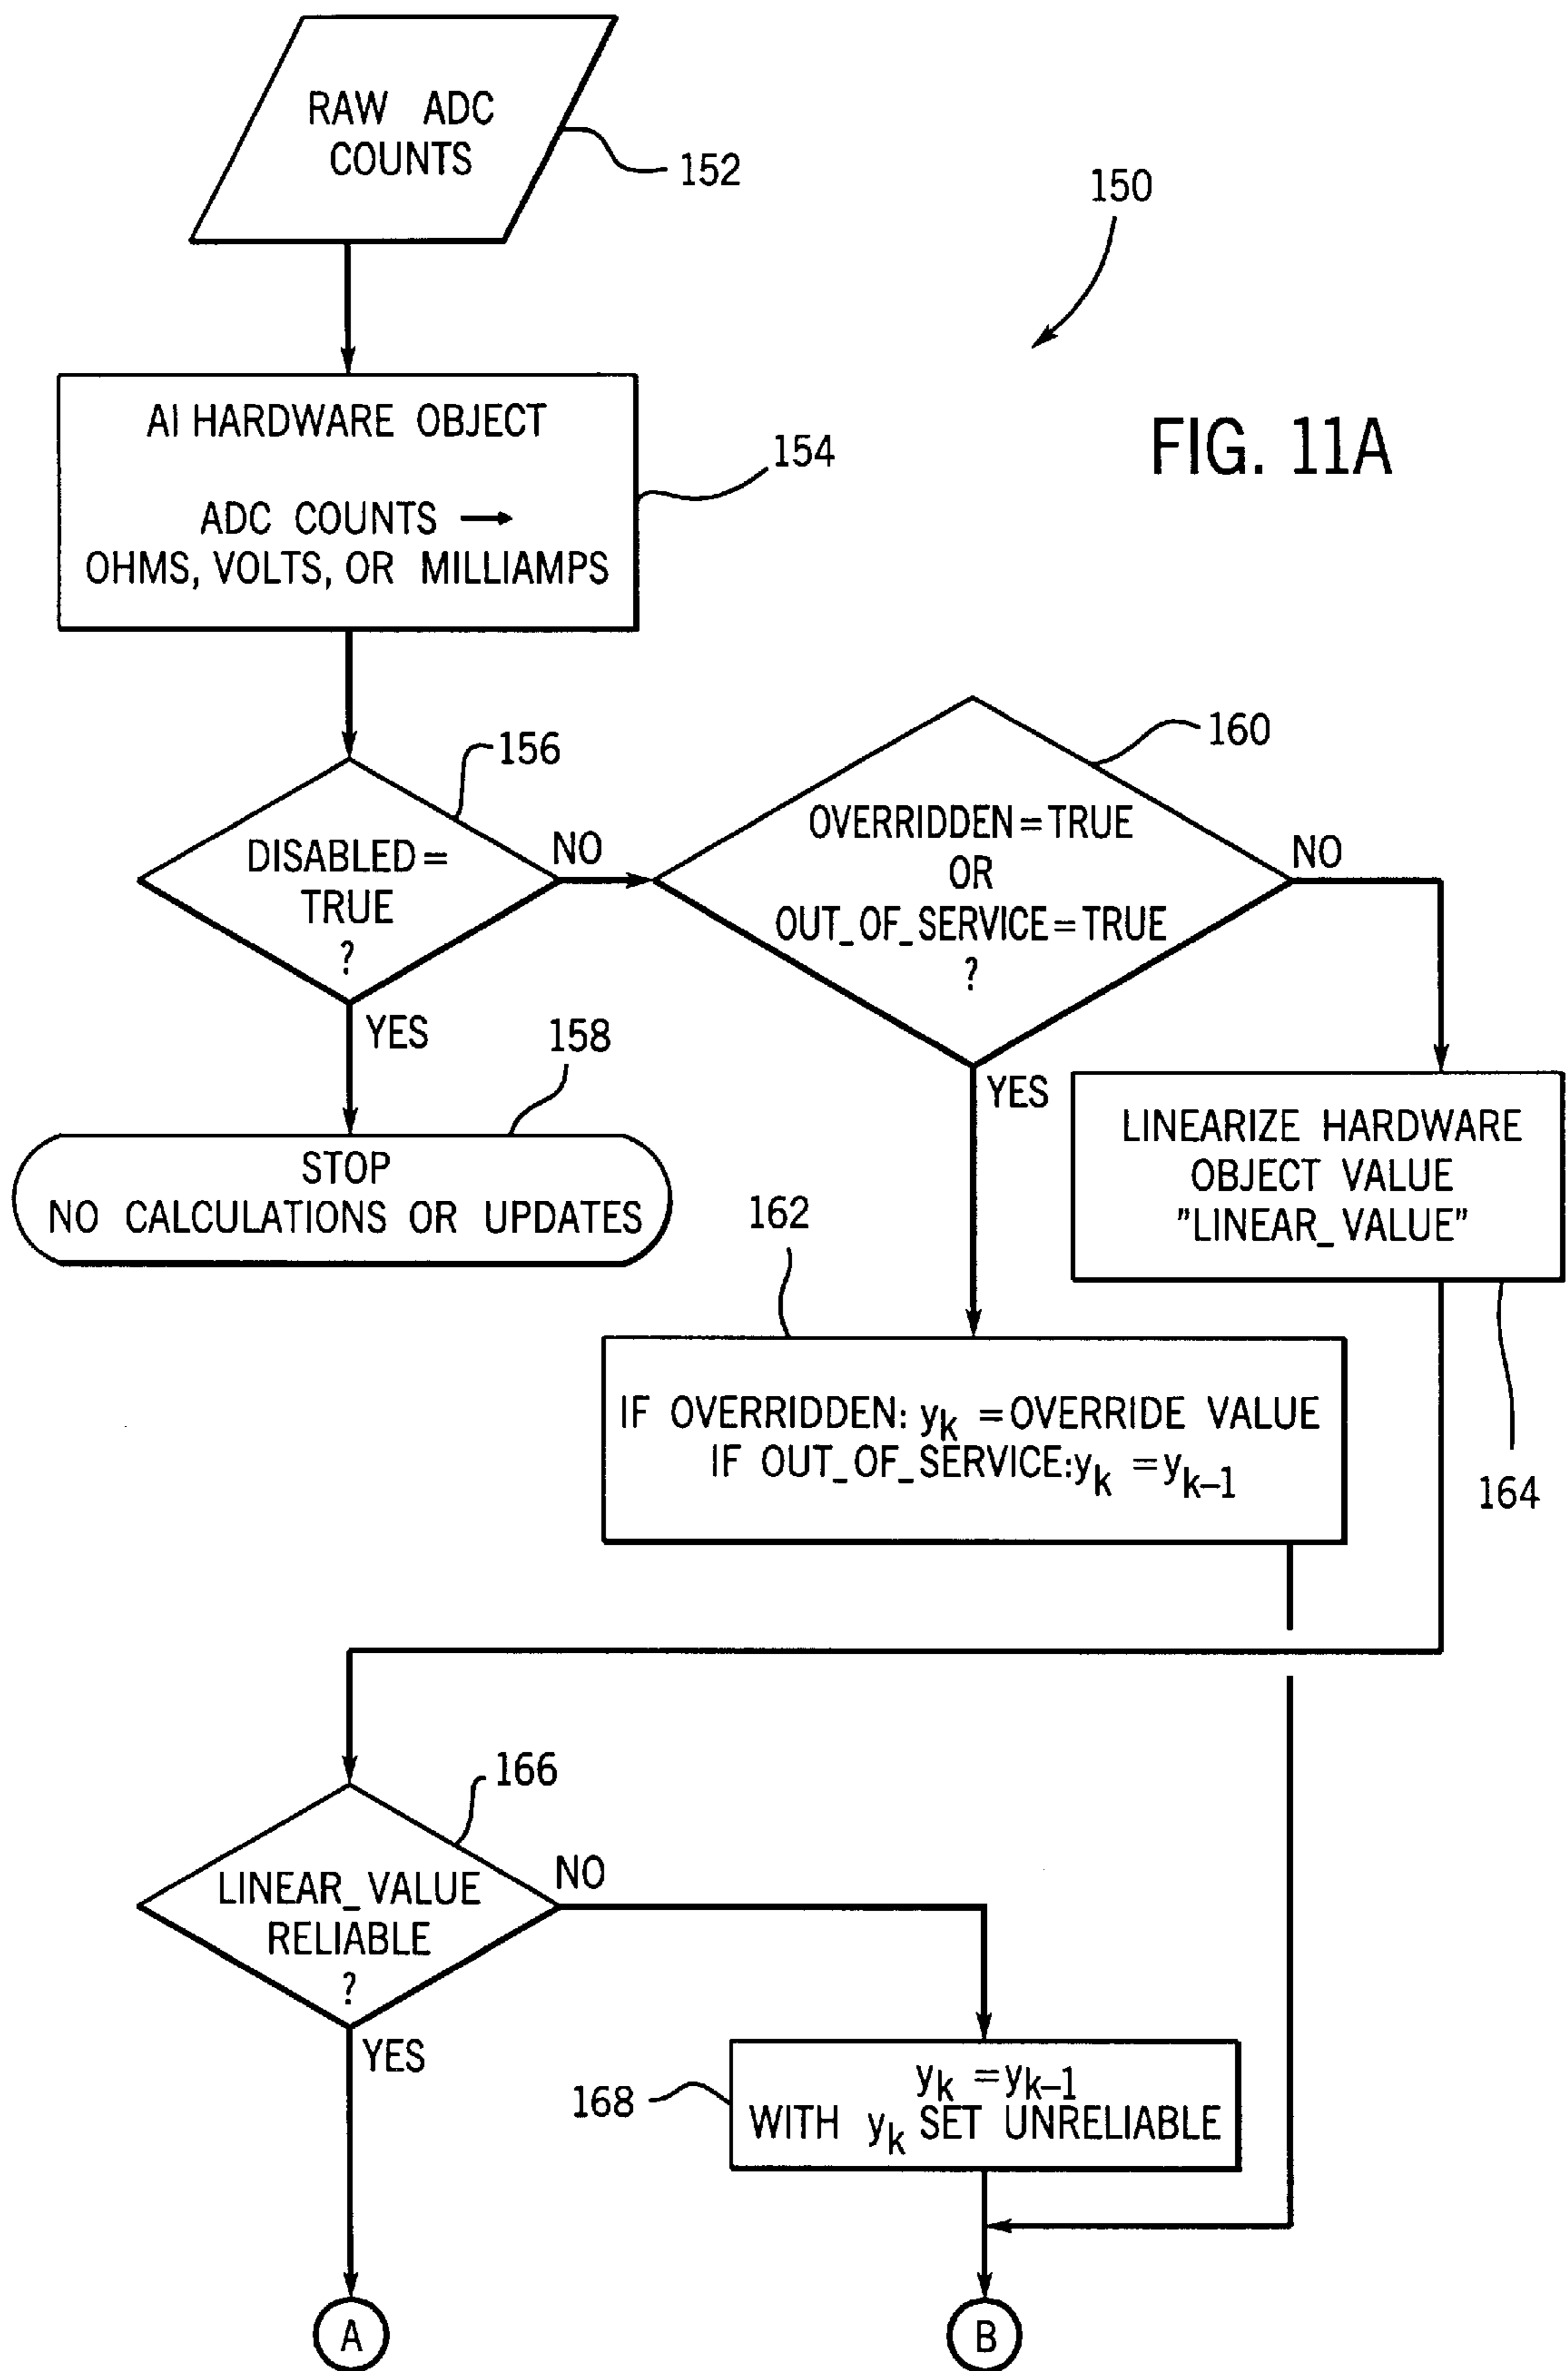 RAW ADC
COUNTS
152
150
AI HARDWARE OBJECT
ADC COUNTS →
OHMS, VOLTS, OR MILLIAMPS
154
FIG. 11A
156
DISABLED =
TRUE
?
NO
YES
160
OVERRIDDEN = TRUE
OR
OUT_OF_SERVICE = TRUE
?
NO
YES
158
STOP
NO CALCULATIONS OR UPDATES
LINEARIZE HARDWARE
OBJECT VALUE
"LINEAR_VALUE"
164
162
IF OVERRIDDEN: yk = OVERRIDE VALUE
IF OUT_OF_SERVICE: yk = yk–1
166
LINEAR_VALUE
RELIABLE
?
NO
YES
168
yk = yk–1
WITH yk SET UNRELIABLE
A
B